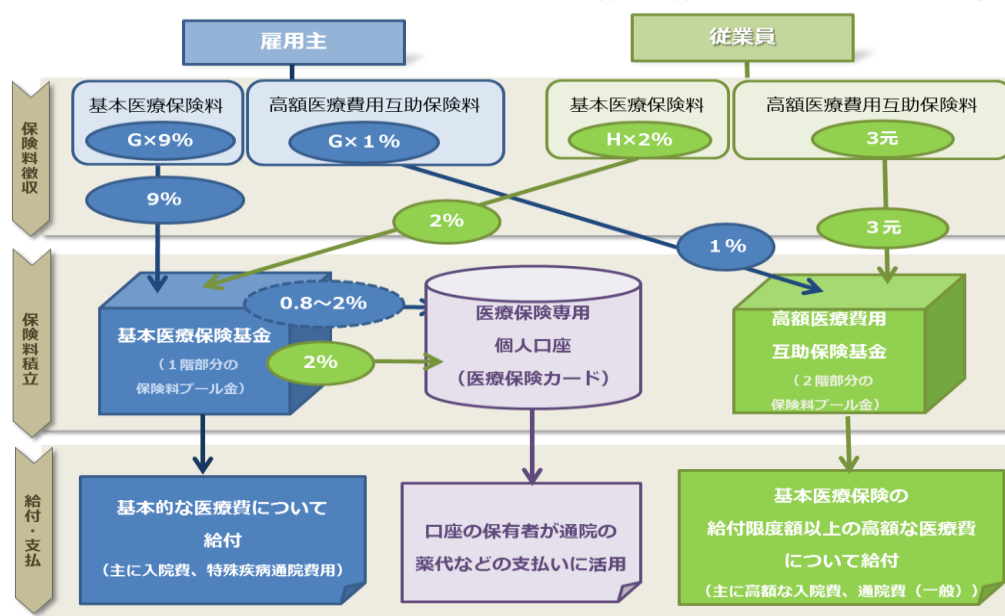 雇用主
従業員
保険料徴収
基本医療保険料
G×9%
高額医療費用互助保険料
G×1%
基本医療保険料
H×2%
高額医療費用互助保険料
3元
9%
2%
1%
3元
保険料積立
基本医療保険基金
（1階部分の
保険料プール金）
0.8～2%
2%
医療保険専用
個人口座
（医療保険カード）
高額医療費用
互助保険基金
（2階部分の
保険料プール金）
給付・支払
基本的な医療費について
給付
（主に入院費、特殊疾病通院費用）
口座の保有者が通院の
薬代などの支払いに活用
基本医療保険の
給付限度額以上の高額な医療費
について給付
（主に高額な入院費、通院費（一般））